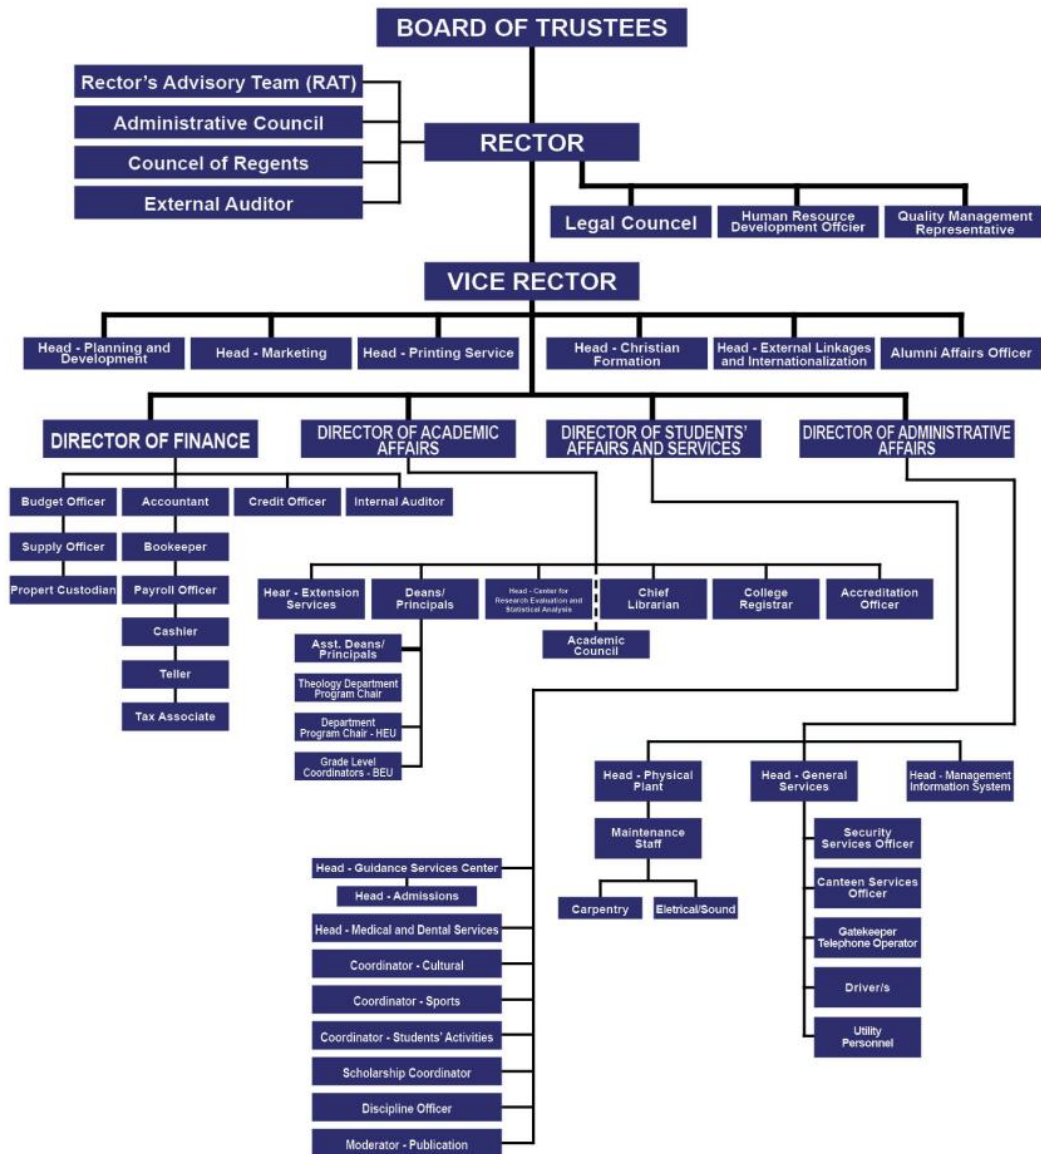 BOARD OF TRUSTEES
Rector's Advisory Team (RAT)
Administrative Council
Councel of Regents
External Auditor
RECTOR
Legal Councel
Human Resource
Development Offcier
Quality Management
Representative
VICE RECTOR
Head - Planning and
Development
Head - Marketing
Head - Printing Service
Head - Christian
Formation
Head - External Linkages
and Internationalization
Alumni Affairs Officer
DIRECTOR OF FINANCE
DIRECTOR OF ACADEMIC
AFFAIRS
DIRECTOR OF STUDENTS'
AFFAIRS AND SERVICES
DIRECTOR OF ADMINISTRATIVE
AFFAIRS
Budget Officer
Accountant
Credit Officer
Internal Auditor
Supply Officer
Bookeeper
Propert Custodian
Payroll Officer
Cashier
Teller
Tax Associate
Hear - Extension
Services
Deans/
Principals
Head - Center for
Research Evaluation and
Statistical Analysis
Chief
Librarian
College
Registrar
Accreditation
Officer
Academic
Council
Asst. Deans/
Principals
Theology Department
Program Chair
Department
Program Chair - HEU
Grade Level
Coordinators - BEU
Head - Physical
Plant
Head - General
Services
Head - Management
Information System
Maintenance
Staff
Carpentry
Eletrical/Sound
Security
Services Officer
Canteen Services
Officer
Gatekeeper
Telephone Operator
Driver/s
Utility
Personnel
Head - Guidance Services Center
Head - Admissions
Head - Medical and Dental Services
Coordinator - Cultural
Coordinator - Sports
Coordinator - Students' Activities
Scholarship Coordinator
Discipline Officer
Moderator - Publication